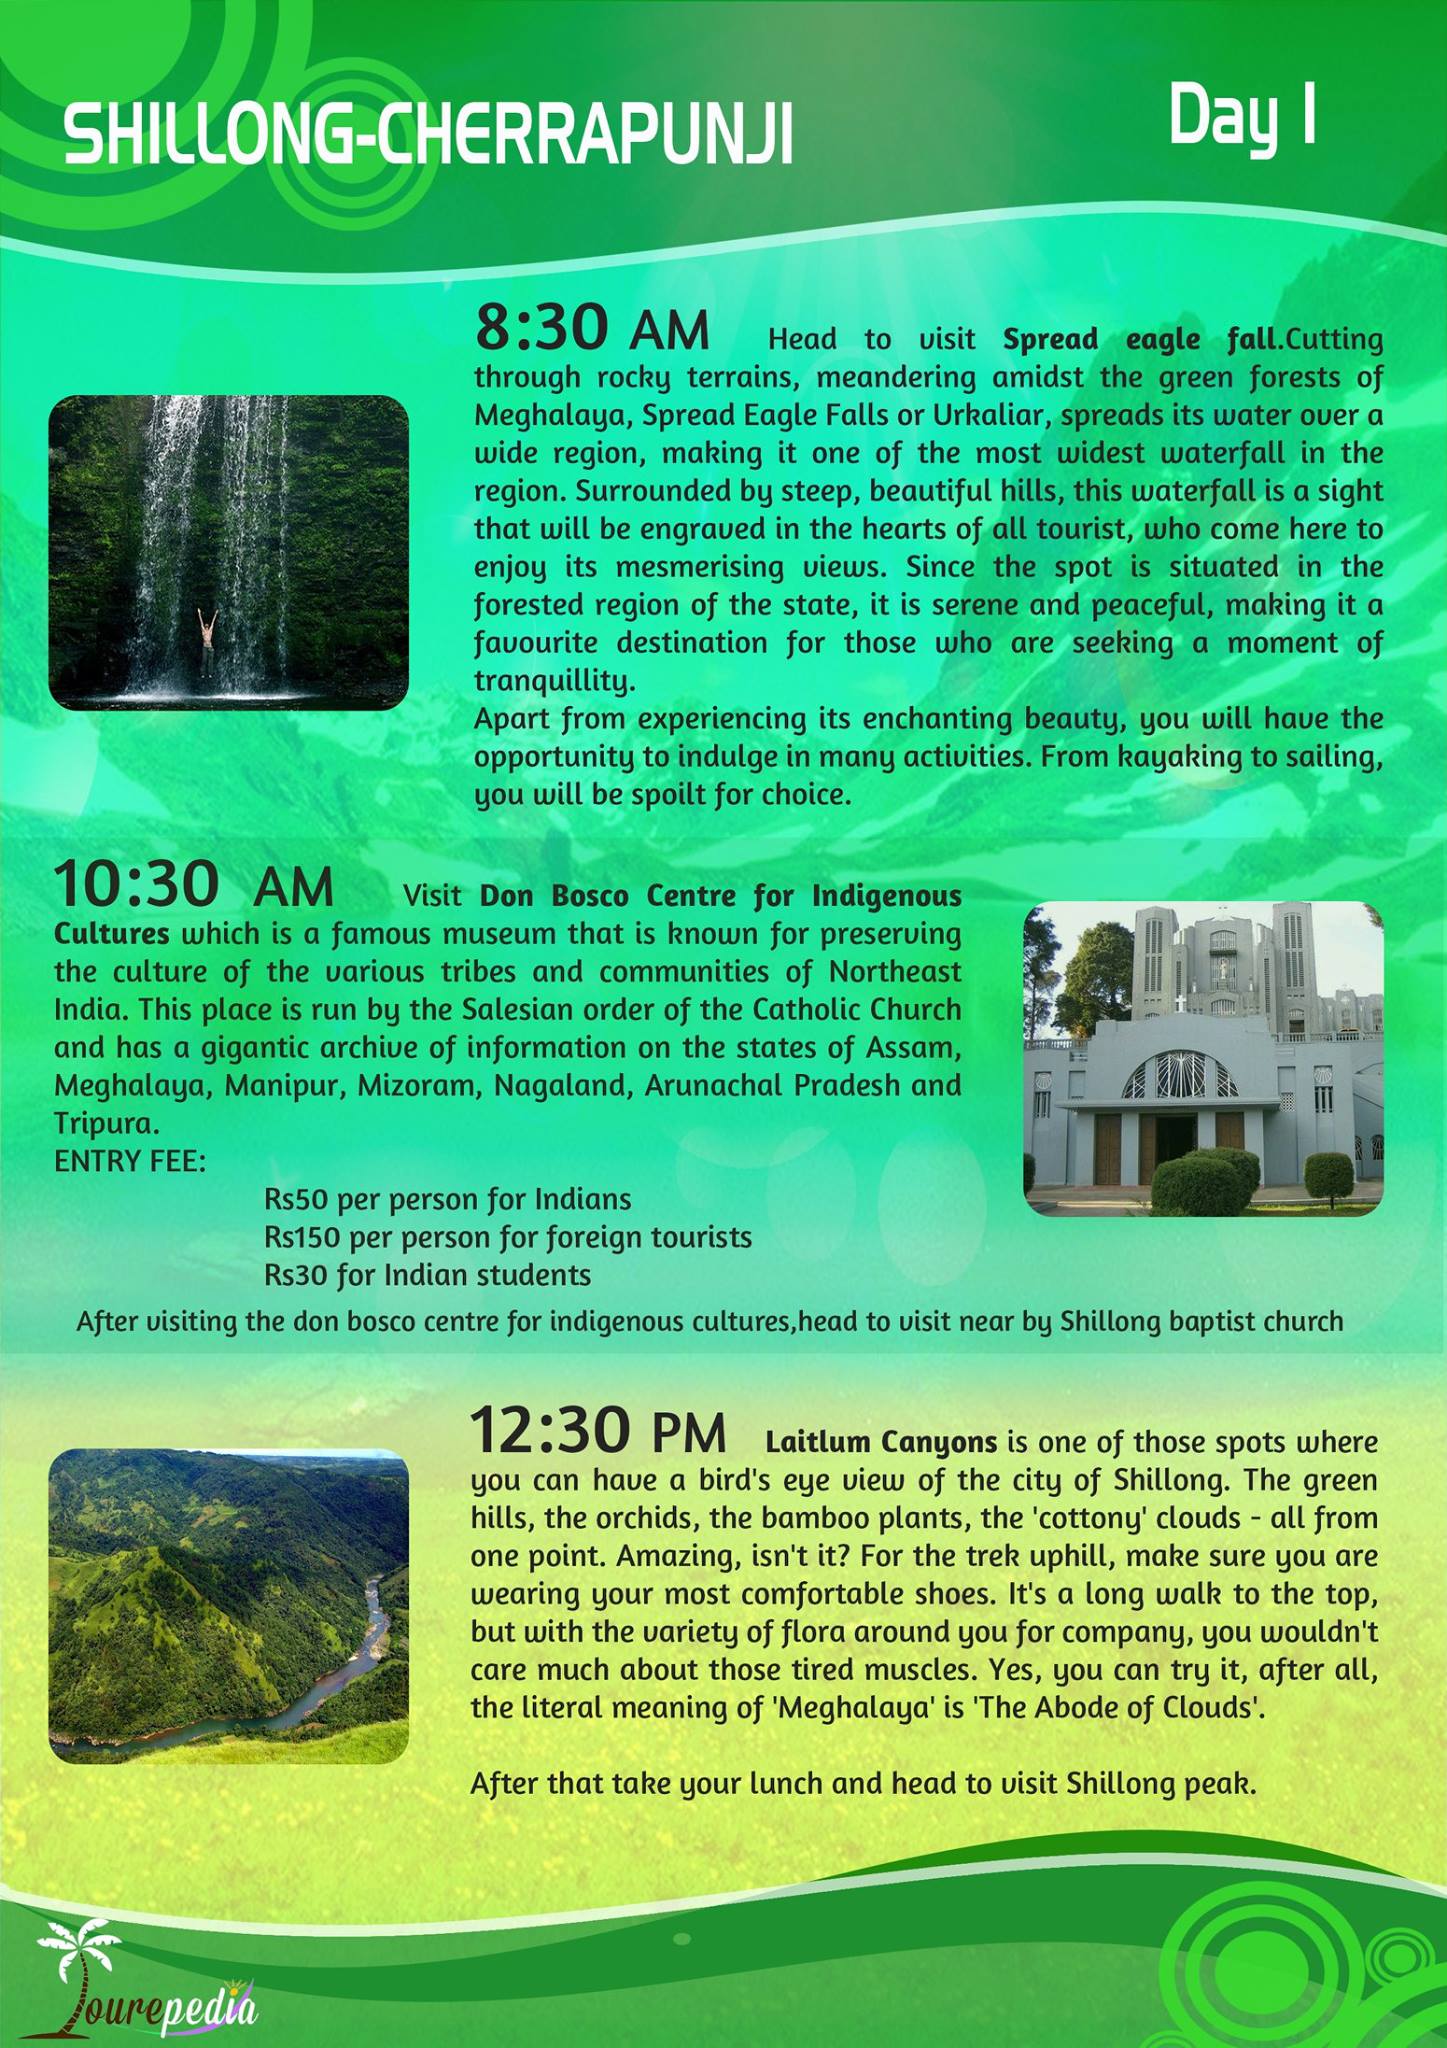 SHILLONG-CHERRAPUNJI
Day 1
8:30 AM Head to visit Spread eagle fall.Cutting
through rocky terrains, meandering amidst the green forests of
Meghalaya, Spread Eagle Falls or Urkaliar, spreads its water over a
wide region, making it one of the most widest waterfall in the
region. Surrounded by steep, beautiful hills, this waterfall is a sight
that will be engraved in the hearts of all tourist, who come here to
enjoy its mesmerising views. Since the spot is situated in the
forested region of the state, it is serene and peaceful, making it a
favourite destination for those who are seeking a moment of
tranquillity.
Apart from experiencing its enchanting beauty, you will have the
opportunity to indulge in many activities. From kayaking to sailing,
you will be spoilt for choice.
10:30 AM Visit Don Bosco Centre for Indigenous
Cultures which is a famous museum that is known for preserving
the culture of the various tribes and communities of Northeast
India. This place is run by the Salesian order of the Catholic Church
and has a gigantic archive of information on the states of Assam,
Meghalaya, Manipur, Mizoram, Nagaland, Arunachal Pradesh and
Tripura.
ENTRY FEE:
Rs50 per person for Indians
Rs150 per person for foreign tourists
Rs30 for Indian students
After visiting the don bosco centre for indigenous cultures,head to visit near by Shillong baptist church
12:30 PM Laitlum Canyons is one of those spots where
you can have a bird's eye view of the city of Shillong. The green
hills, the orchids, the bamboo plants, the 'cottony' clouds - all from
one point. Amazing, isn't it? For the trek uphill, make sure you are
wearing your most comfortable shoes. It's a long walk to the top,
but with the variety of flora around you for company, you wouldn't
care much about those tired muscles. Yes, you can try it, after all,
the literal meaning of 'Meghalaya' is 'The Abode of Clouds'.
After that take your lunch and head to visit Shillong peak.
Tourepedia